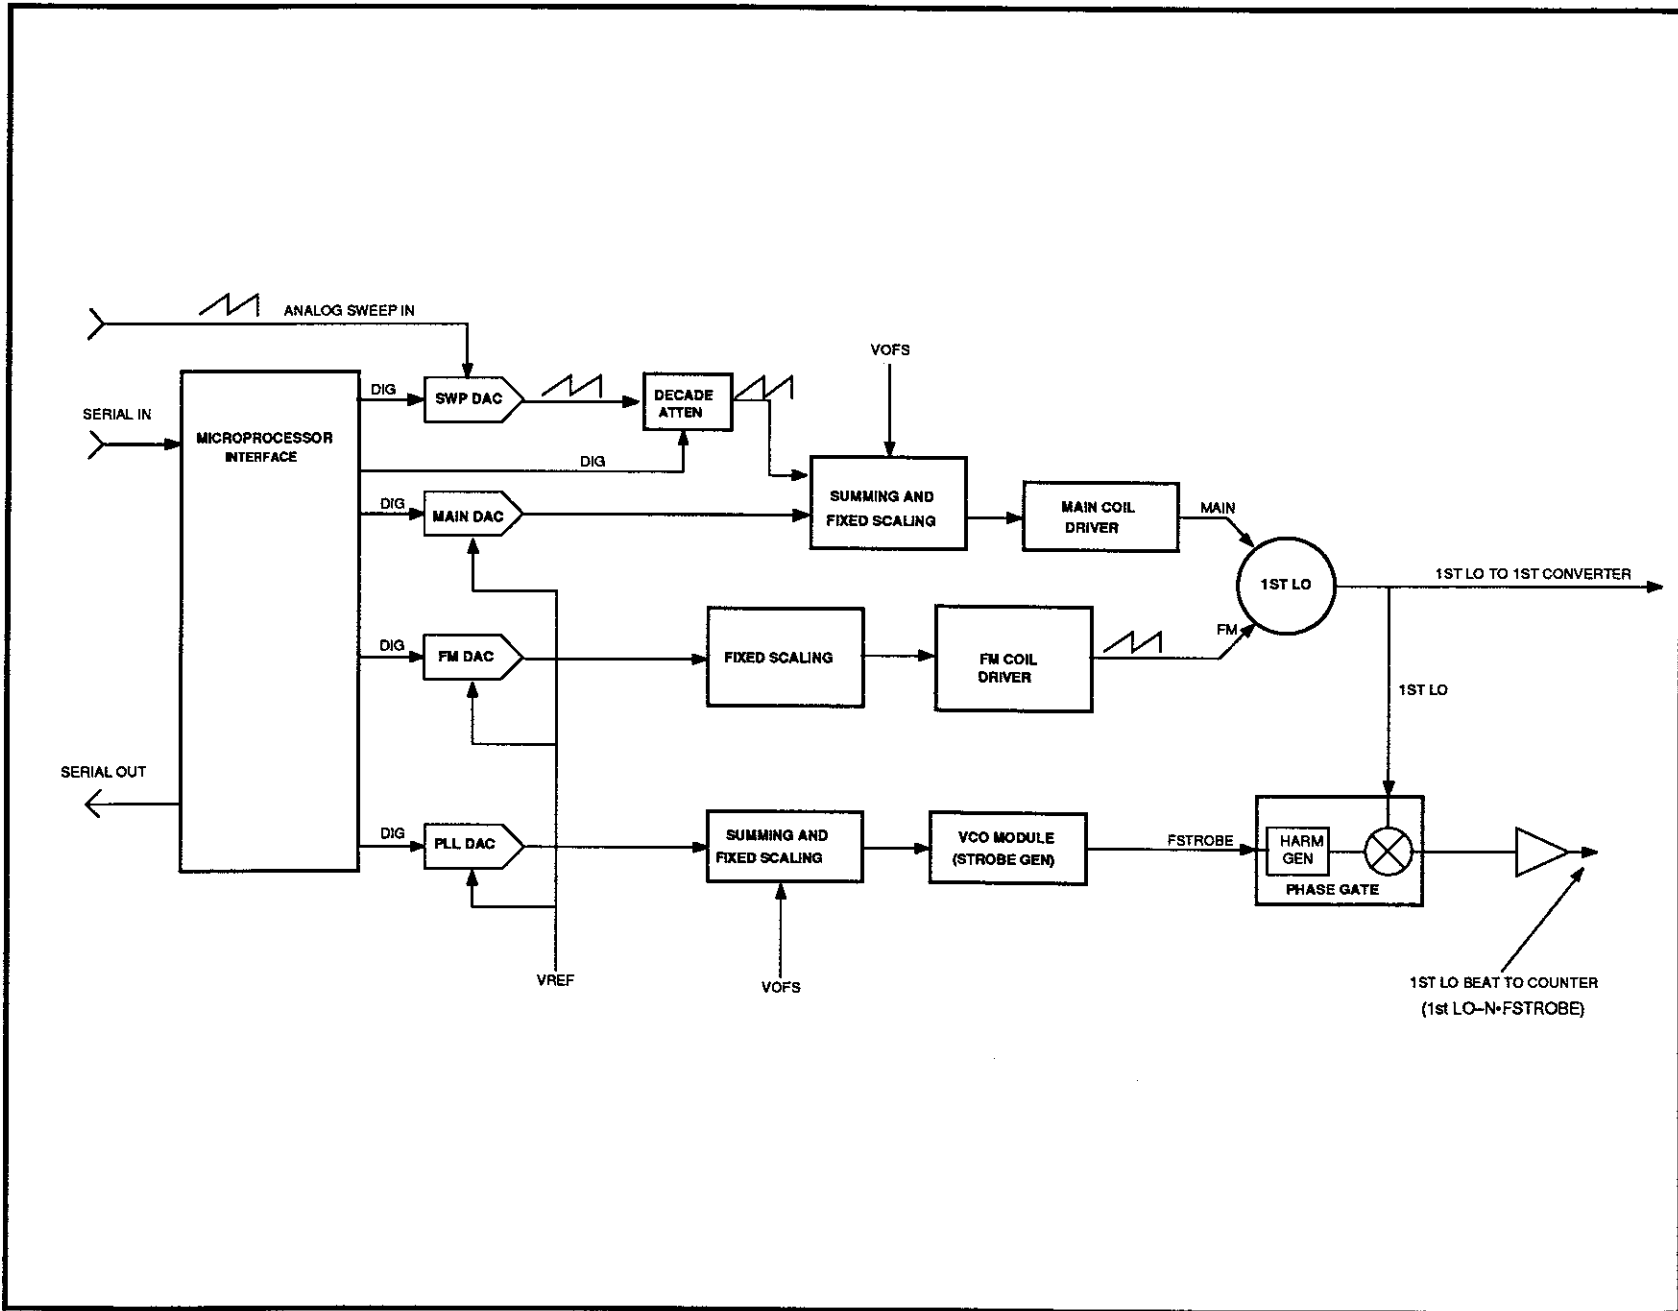 ANALOG SWEEP IN
VOFS
DIG
SWP DAC
DECADE
ATTEN
SERIAL IN
MICROPROCESSOR
INTERFACE
DIG
DIG
MAIN DAC
SUMMING AND
FIXED SCALING
MAIN COIL
DRIVER
MAIN
1ST LO
1ST LO TO 1ST CONVERTER
DIG
FM DAC
FIXED SCALING
FM COIL
DRIVER
FM
1ST LO
SERIAL OUT
DIG
PLL DAC
SUMMING AND
FIXED SCALING
VCO MODULE
(STROBE GEN)
FSTROBE
HARM
GEN
PHASE GATE
VREF
VOFS
1ST LO BEAT TO COUNTER
(1st LO–N•FSTROBE)